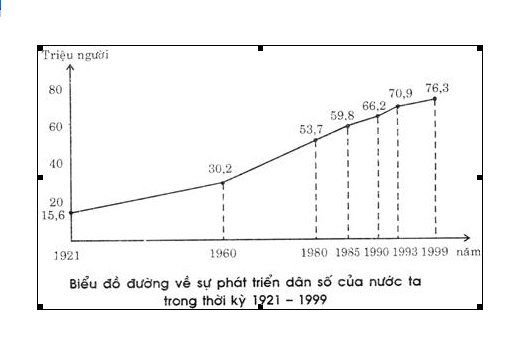 Triệu người
80
60
40
20
15,6
30,2
53,7
59,8
66,2
70,9
76,3
1921 1960 1980 1985 1990 1993 1999 năm
Biểu đồ đường về sự phát triển dân số của nước ta
trong thời kỳ 1921 - 1999